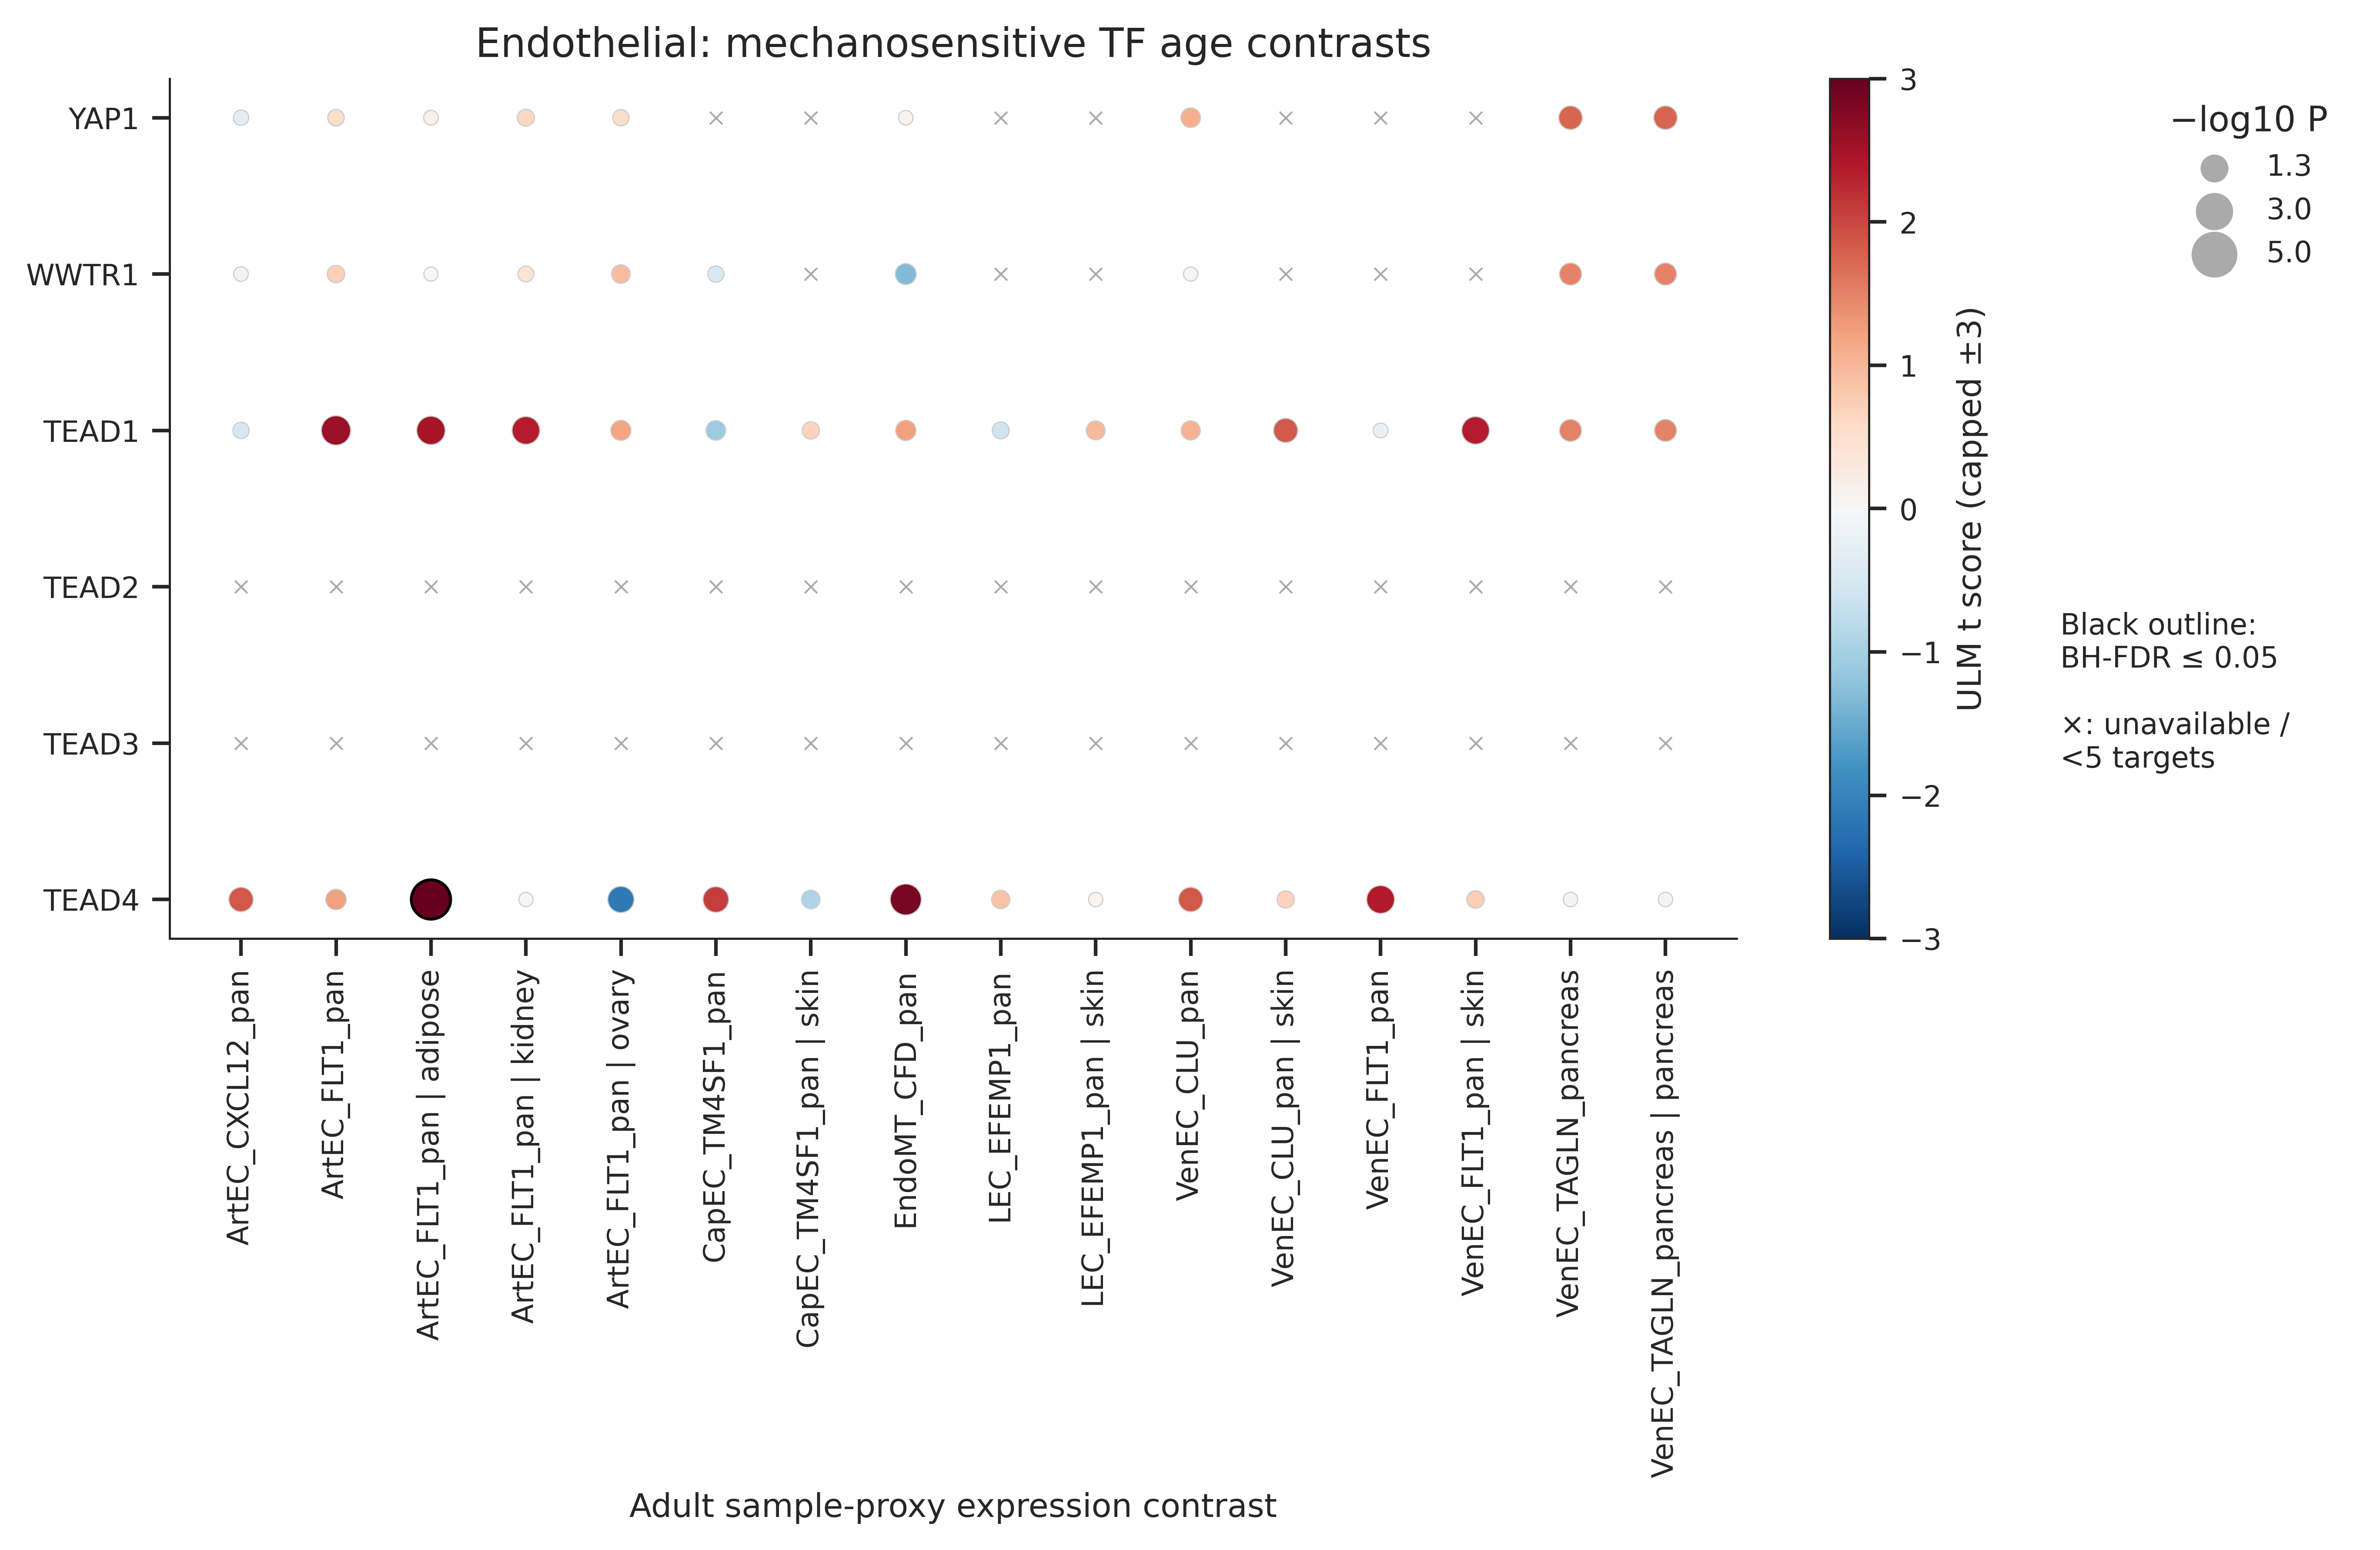 Endothelial: mechanosensitive TF age contrasts
YAP1
WWTR1
TEAD1
TEAD2
TEAD3
TEAD4
ArtEC_CXCL12_pan
ArtEC_FLT1_pan
ArtEC_FLT1_pan | adipose
ArtEC_FLT1_pan | kidney
ArtEC_FLT1_pan | ovary
CapEC_TM4SF1_pan
CapEC_TM4SF1_pan | skin
EndoMT_CFD_pan
LEC_EFEMP1_pan
LEC_EFEMP1_pan | skin
VenEC_CLU_pan
VenEC_CLU_pan | skin
VenEC_FLT1_pan
VenEC_FLT1_pan | skin
VenEC_TAGLN_pancreas
VenEC_TAGLN_pancreas | pancreas
Adult sample-proxy expression contrast
3
2
1
0
−1
−2
−3
ULM t score (capped ±3)
−log10 P
1.3
3.0
5.0
Black outline:
BH-FDR ≤ 0.05
×: unavailable /
<5 targets